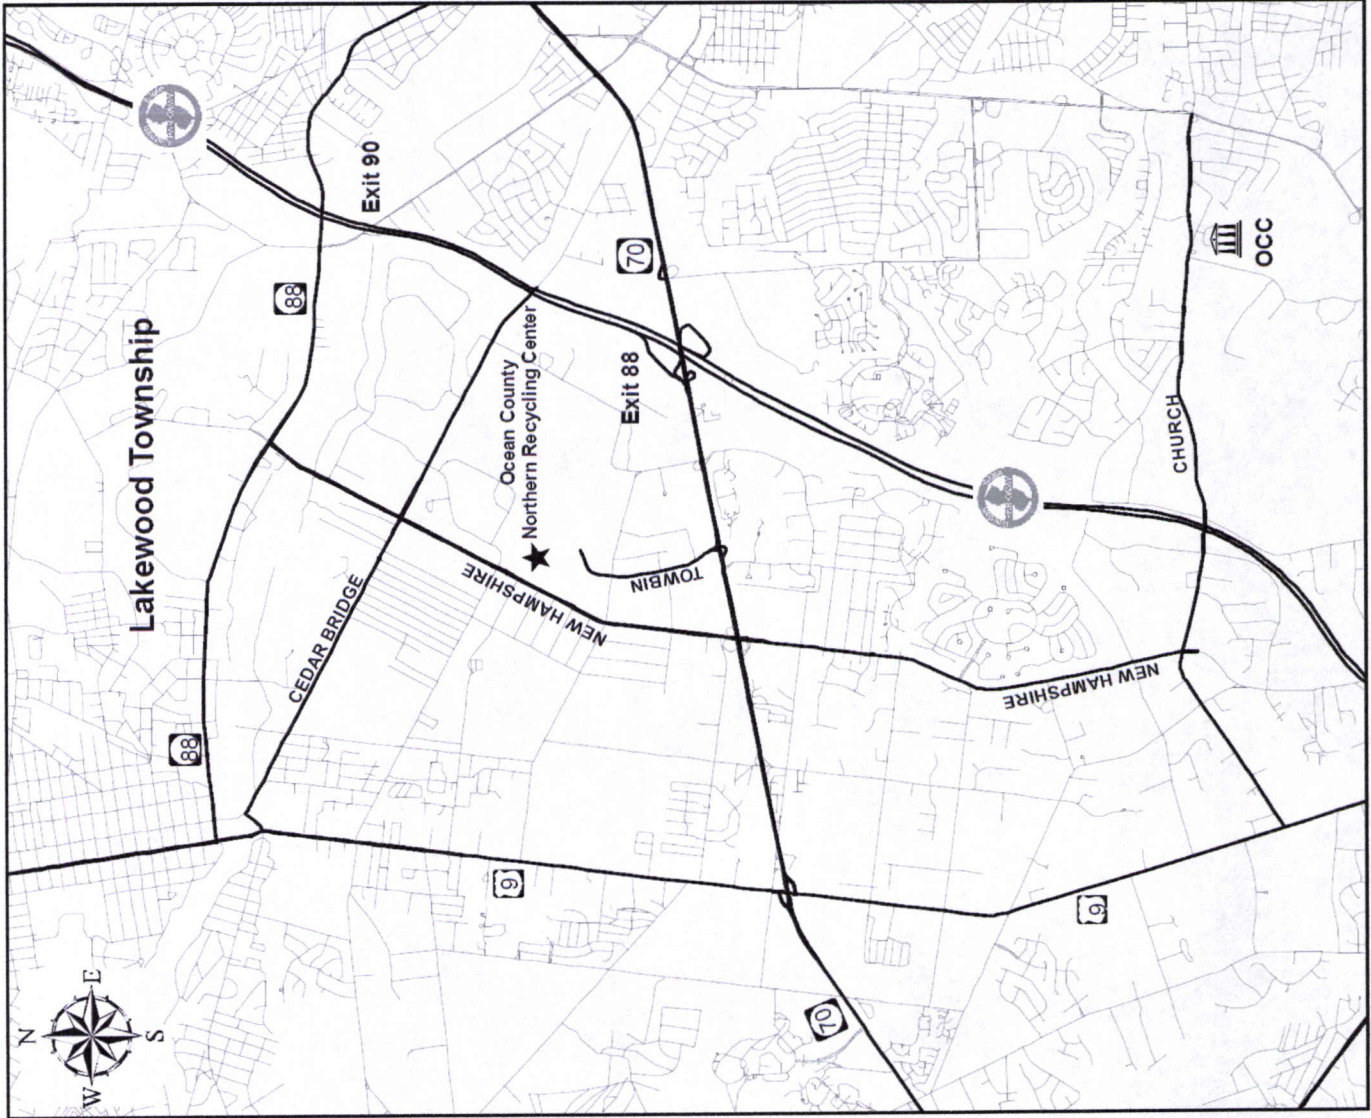 Lakewood Township
Exit 90
88
70
Ocean County
Northern Recycling Center
Exit 88
OCC
CHURCH
TOWBIN
NEW HAMPSHIRE
CEDAR BRIDGE
NEW HAMPSHIRE
88
9
9
70
N
E
S
W